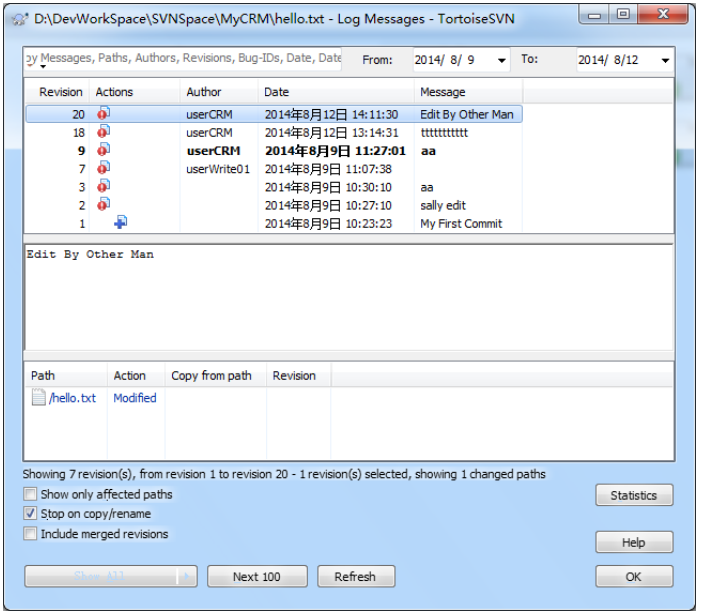 D:\DevWorkSpace\SVNSpace\MyCRM\hello.txt - Log Messages - TortoiseSVN
by Messages, Paths, Authors, Revisions, Bug-IDs, Date, Date From: 2014/ 8/ 9 To: 2014/ 8/12
Revision Actions Author Date Message
20 userCRM 2014年8月12日 14:11:30 Edit By Other Man
18 userCRM 2014年8月12日 13:14:31 ttttttttttt
9 userCRM 2014年8月9日 11:27:01 aa
7 userWrite01 2014年8月9日 11:07:38
3 2014年8月9日 10:30:10 aa
2 2014年8月9日 10:27:10 sally edit
1 2014年8月9日 10:23:23 My First Commit
Edit By Other Man
Path Action Copy from path Revision
/hello.txt Modified
Showing 7 revision(s), from revision 1 to revision 20 - 1 revision(s) selected, showing 1 changed paths
Show only affected paths
Statistics
Stop on copy/rename
Include merged revisions
Help
Show All Next 100 Refresh OK